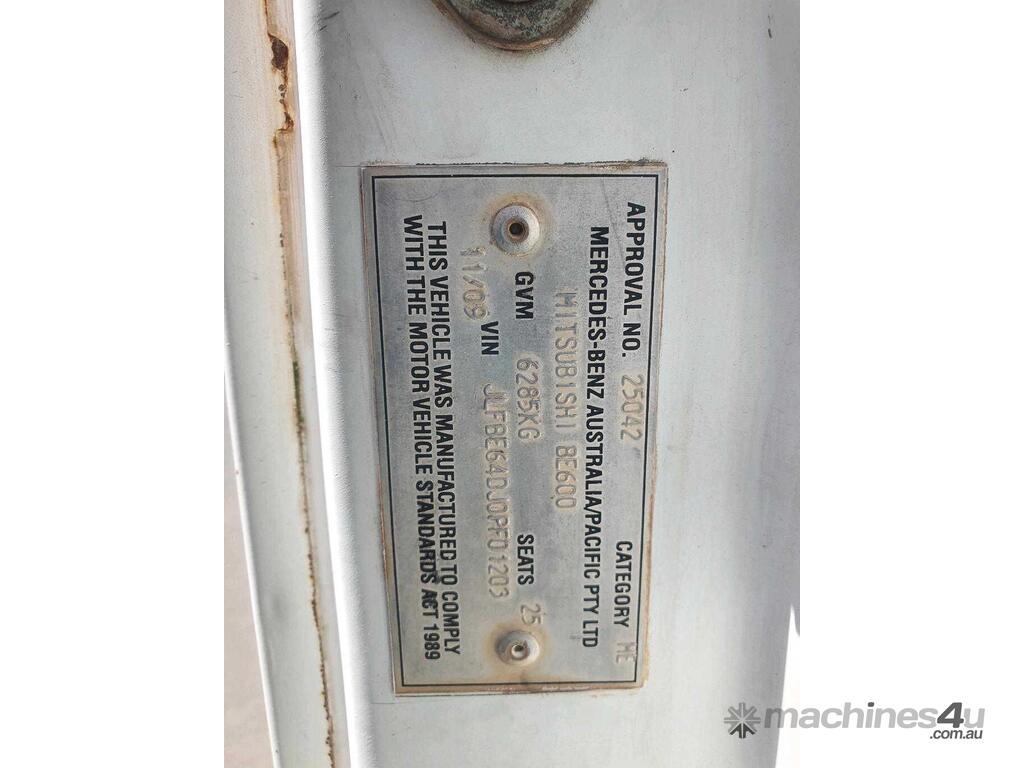 APPROVAL NO. 25042 CATEGORY ME
MERCEDES-BENZ AUSTRALIA/PACIFIC PTY LTD
MITSUBISHI BE600
GVM 6285KG SEATS 25
11/09 VIN JLFBE64DJ0PF01203
THIS VEHICLE WAS MANUFACTURED TO COMPLY
WITH THE MOTOR VEHICLE STANDARDS ACT 1989
machines4u
.com.au